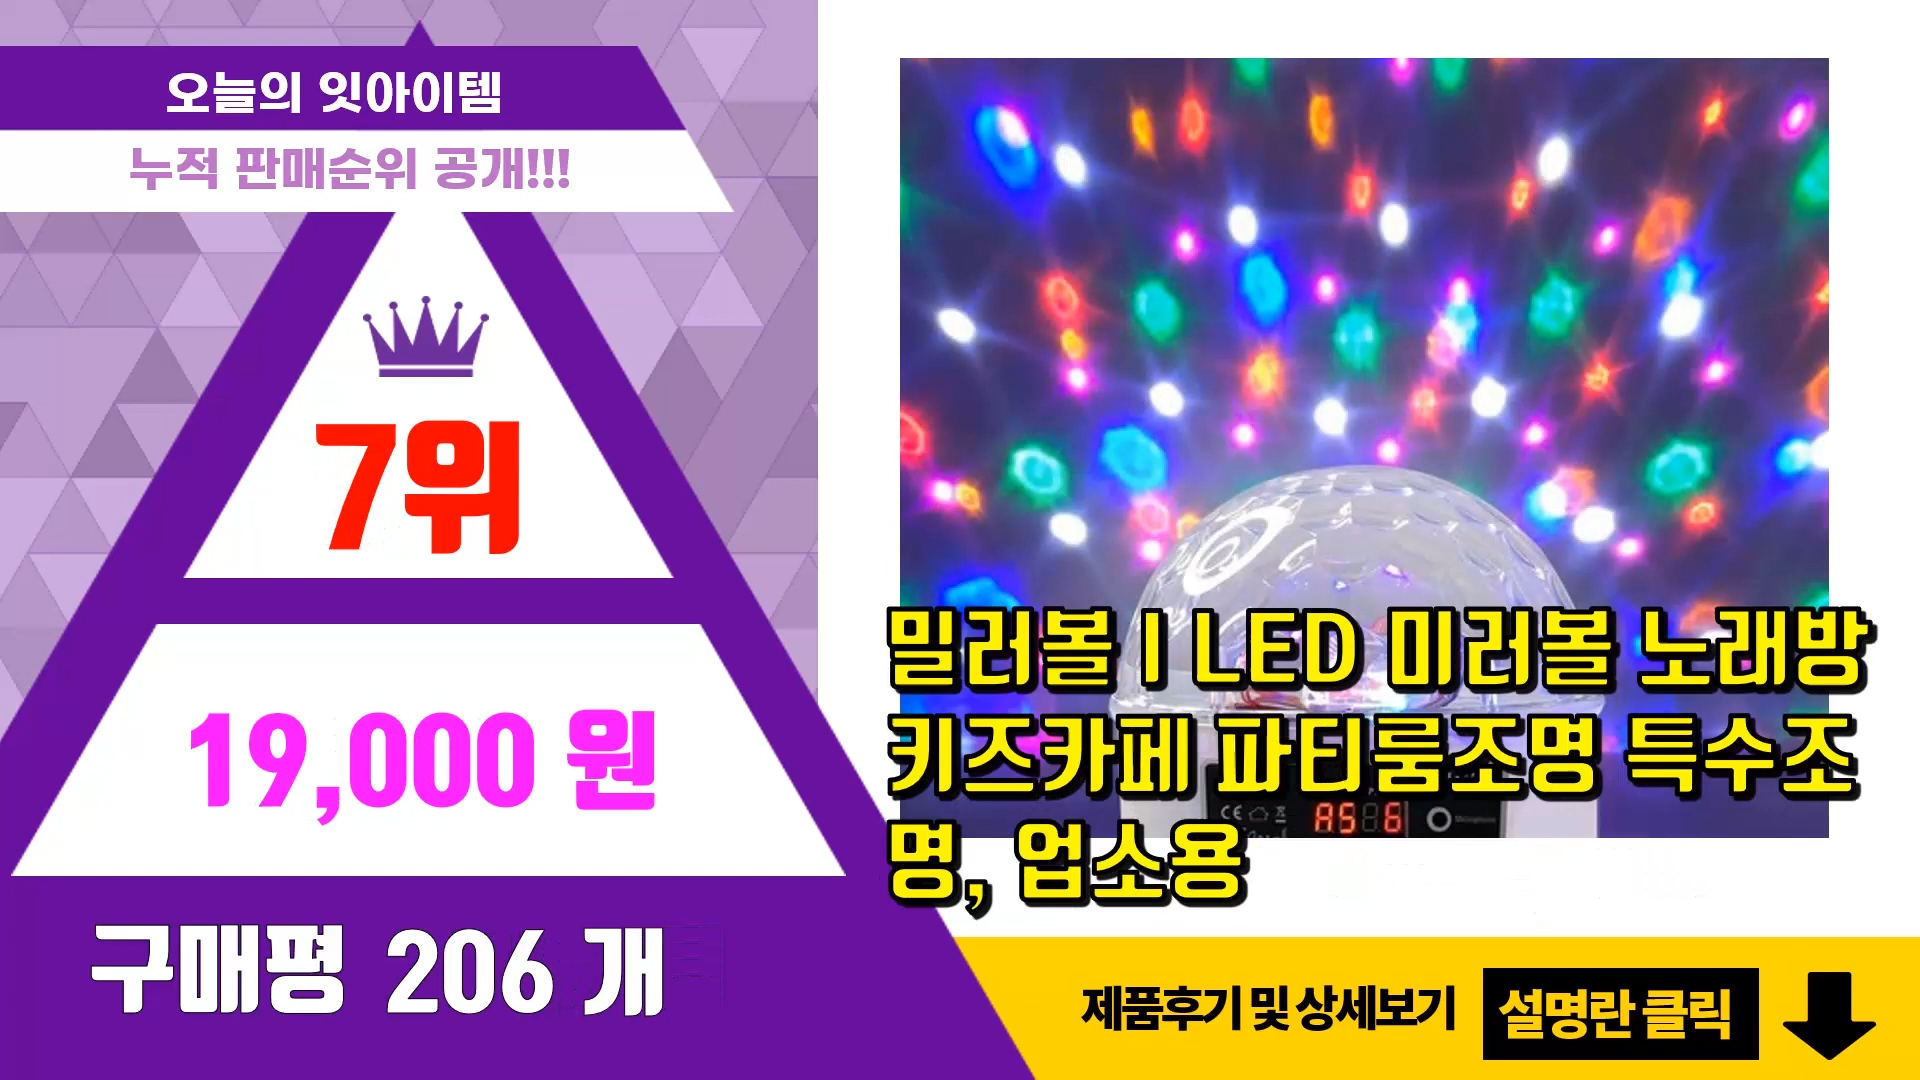 오늘의 잇아이템
누적 판매순위 공개!!!
7위
19,000 원
구매평 206 개
밀러볼 I LED 미러볼 노래방
키즈카페 파티룸조명 특수조
명, 업소용
CE
AS 6
제품후기 및 상세보기
설명란 클릭